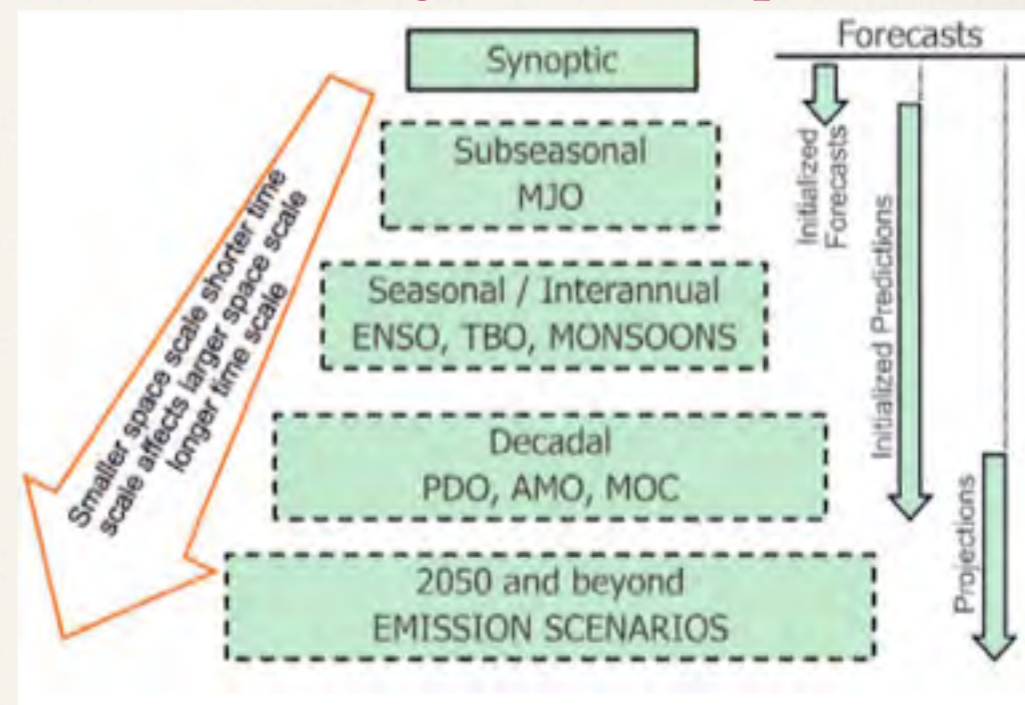 Synoptic
Subseasonal
MJO
Seasonal / Interannual
ENSO, TBO, MONSOONS
Decadal
PDO, AMO, MOC
2050 and beyond
EMISSION SCENARIOS
Smaller space scale shorter time
scale affects larger space scale
longer time scale
Forecasts
Initialized
Forecasts
Initialized Predictions
Projections